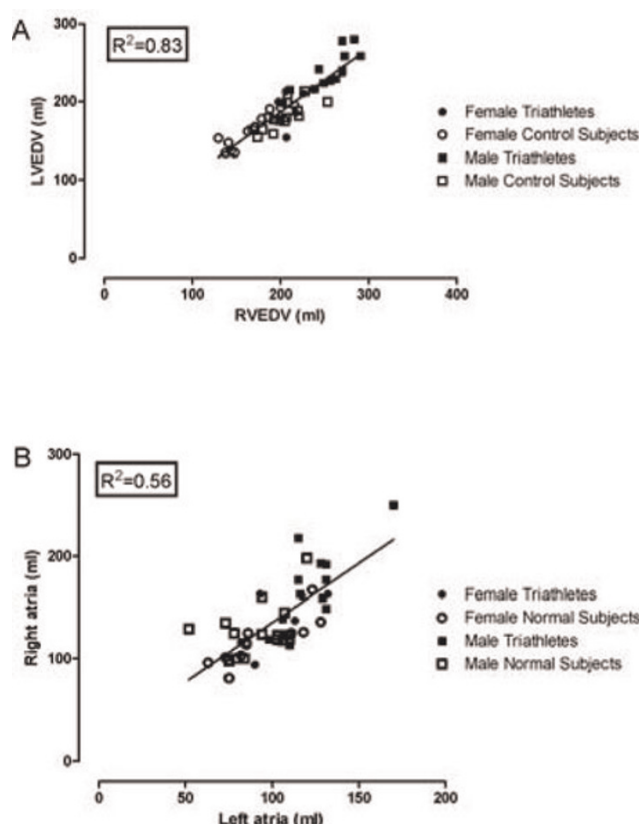 A
R²=0.83
300
200
100
0
LVEDV (ml)
0 100 200 300 400
RVEDV (ml)
Female Triathletes
Female Control Subjects
Male Triathletes
Male Control Subjects
B
R²=0.56
300
200
100
0
Right atria (ml)
0 50 100 150 200
Left atria (ml)
Female Triathletes
Female Normal Subjects
Male Triathletes
Male Normal Subjects